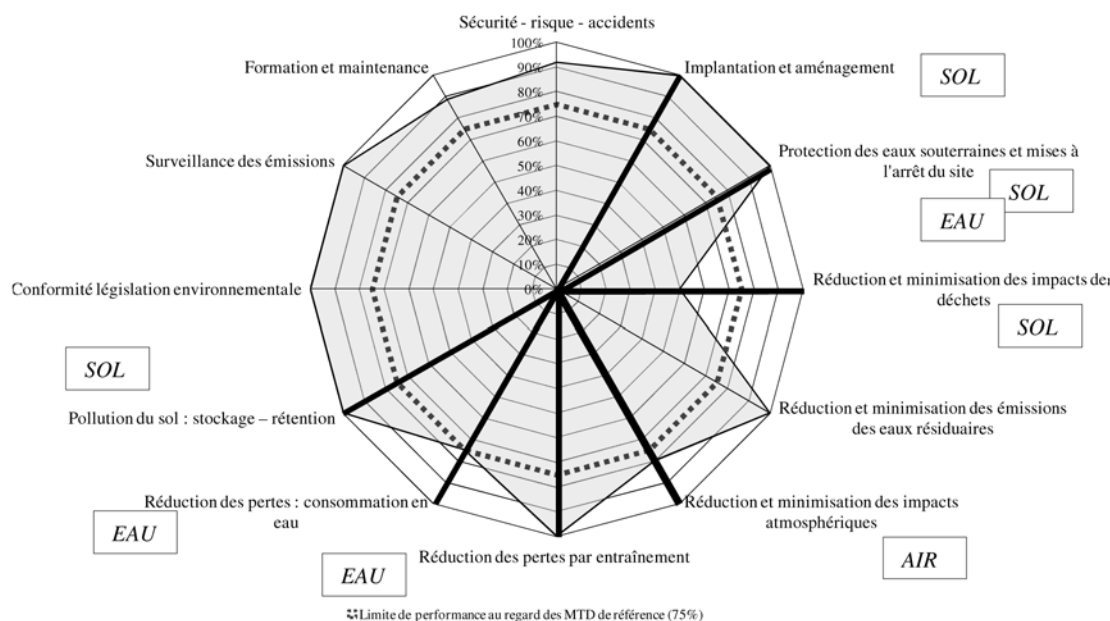 Sécurité - risque - accidents
100%
90%
80%
70%
60%
50%
40%
30%
20%
10%
0%
Formation et maintenance
Implantation et aménagement
SOL
Surveillance des émissions
Protection des eaux souterraines et mises à
l'arrêt du site
SOL
EAU
Conformité législation environnementale
Réduction et minimisation des impacts des
déchets
SOL
SOL
Pollution du sol : stockage – rétention
Réduction et minimisation des émissions
des eaux résiduaires
Réduction des pertes : consommation en
eau
EAU
Réduction et minimisation des impacts
atmosphériques
AIR
Réduction des pertes par entraînement
EAU
Limite de performance au regard des MTD de référence (75%)